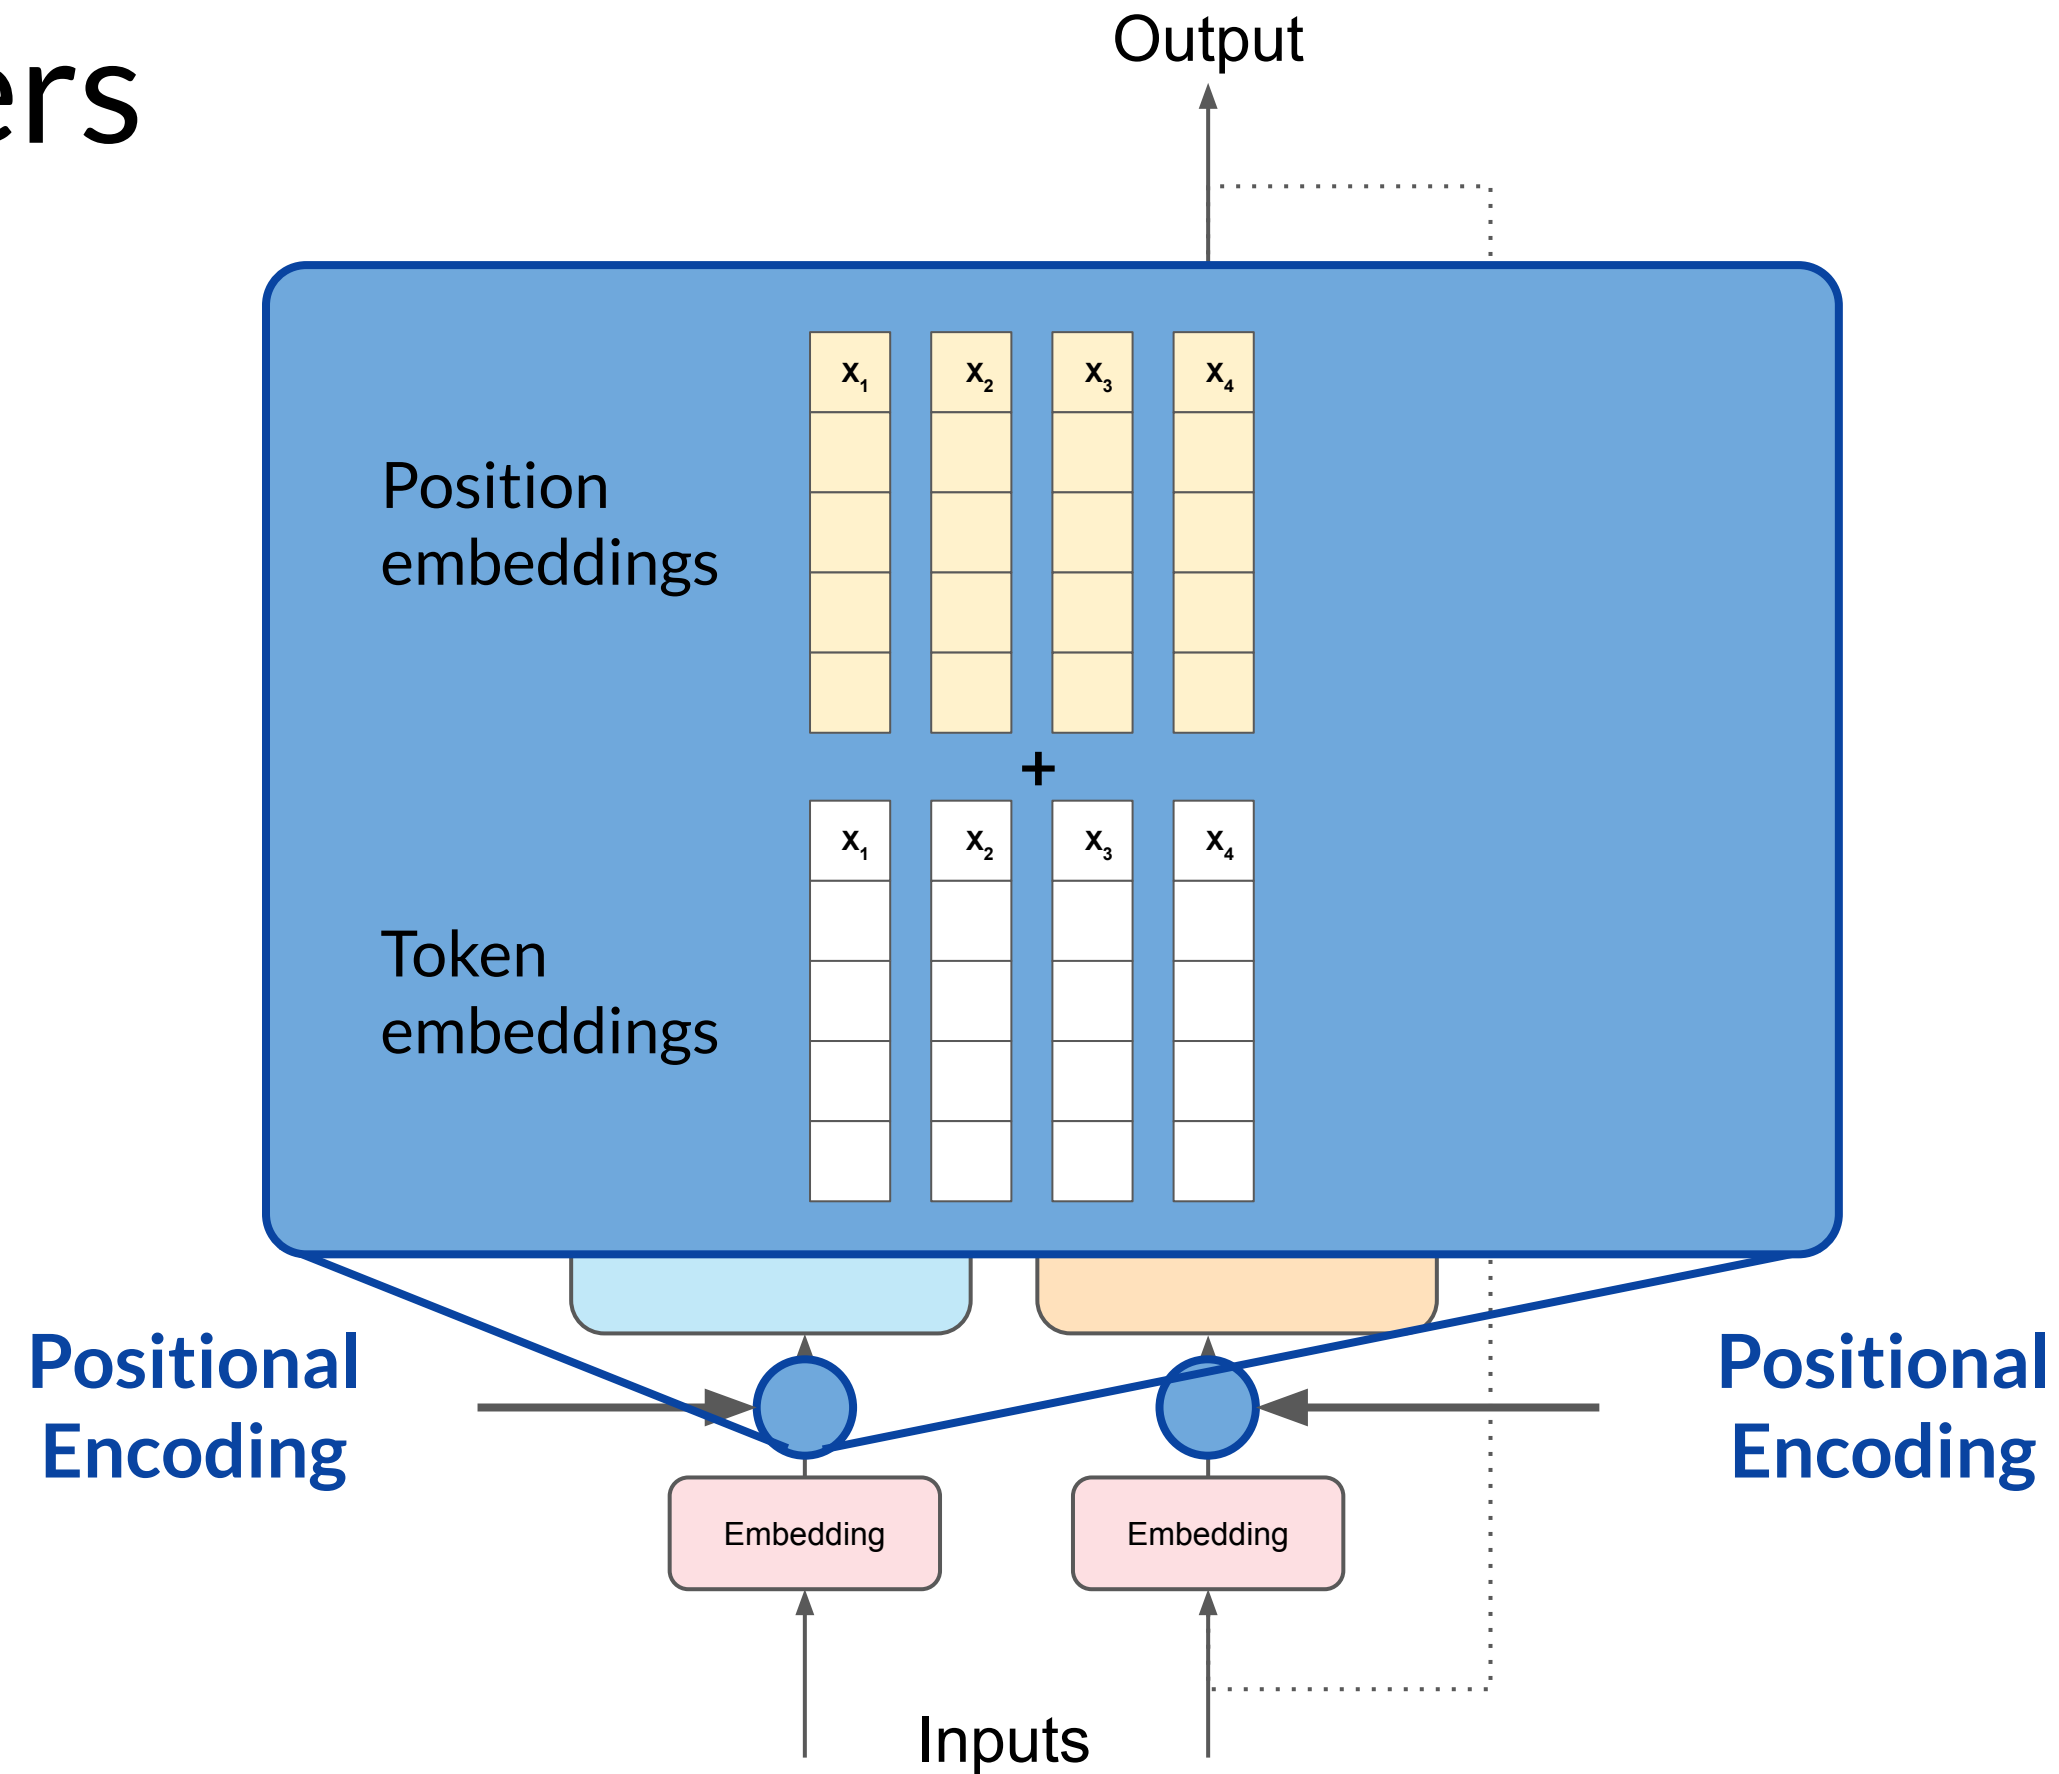 Output
ers
x1 x2 x3 x4
Position
embeddings
+
x1 x2 x3 x4
Token
embeddings
Positional
Encoding
Positional
Encoding
Embedding
Embedding
Inputs